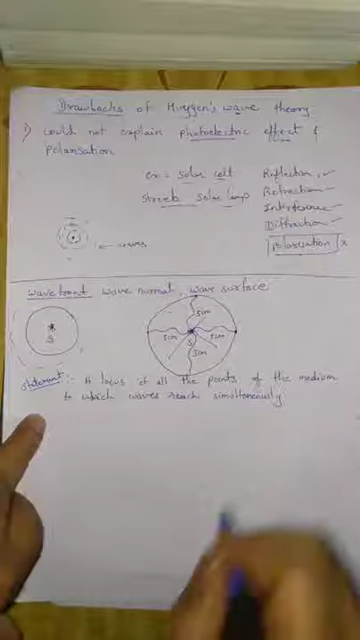 Drawbacks of Huygen's wave theory
1) Could not explain photoelectric effect &
Polarisation
ex = solar cell
streets solar lamp
Reflection
Refraction
Interference
Diffraction
Polarisation x
waves
Wavefront wave normal, wave surface
S
5cm
5cm
5cm
S
5cm
Statement :- A locus of all the points of the medium
to which waves reach simultaneously